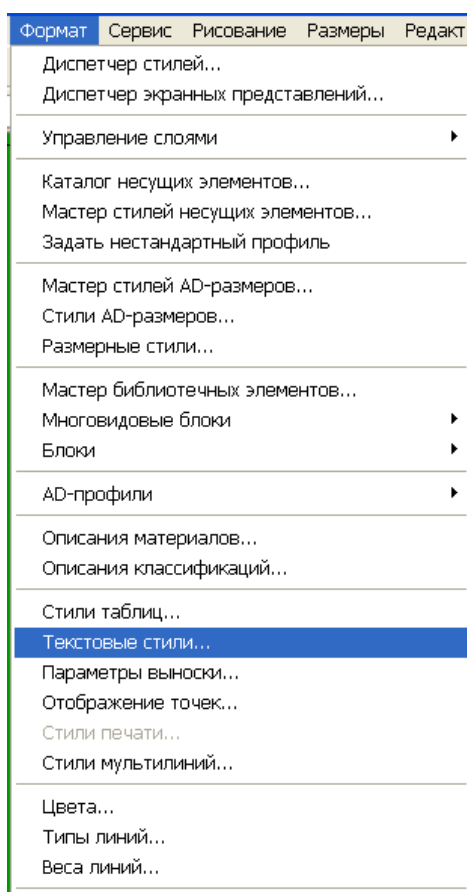 Формат Сервис Рисование Размеры Редакт
Диспетчер стилей...
Диспетчер экранных представлений...
Управление слоями
Каталог несущих элементов...
Мастер стилей несущих элементов...
Задать нестандартный профиль
Мастер стилей AD-размеров...
Стили AD-размеров...
Размерные стили...
Мастер библиотечных элементов...
Многовидовые блоки
Блоки
AD-профили
Описания материалов...
Описания классификаций...
Стили таблиц...
Текстовые стили...
Параметры выноски...
Отображение точек...
Стили печати...
Стили мультилиний...
Цвета...
Типы линий...
Веса линий...